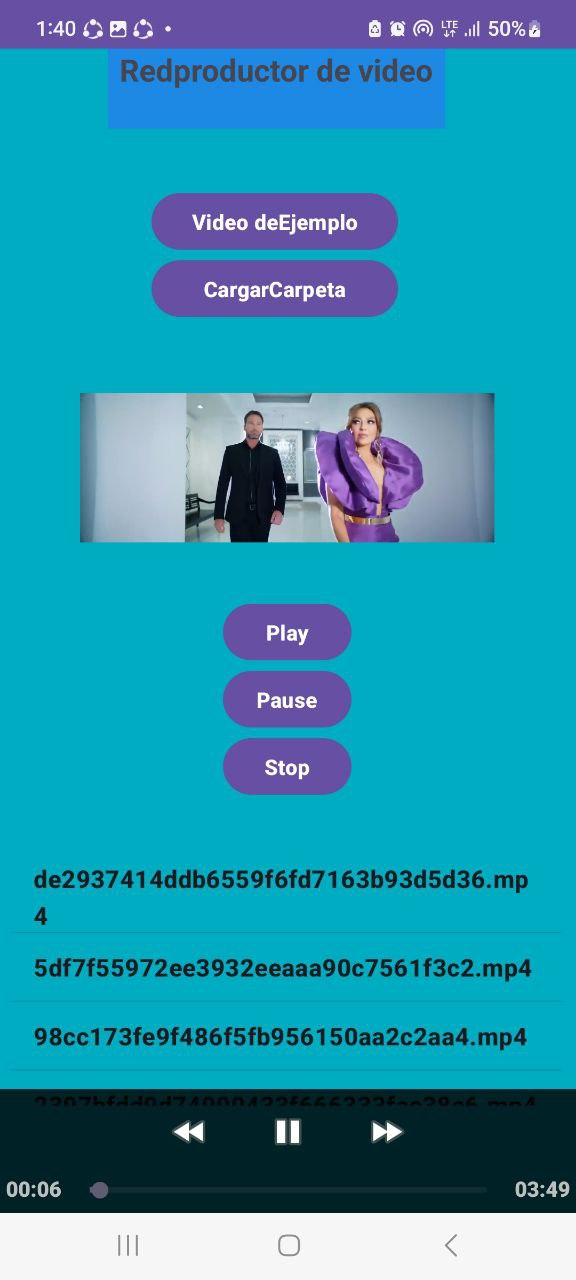 1:40
LTE
50%
Redproductor de video
Video deEjemplo
CargarCarpeta
Play
Pause
Stop
de2937414ddb6559f6fd7163b93d5d36.mp
4
5df7f55972ee3932eeaaa90c7561f3c2.mp4
98cc173fe9f486f5fb956150aa2c2aa4.mp4
00:06
03:49